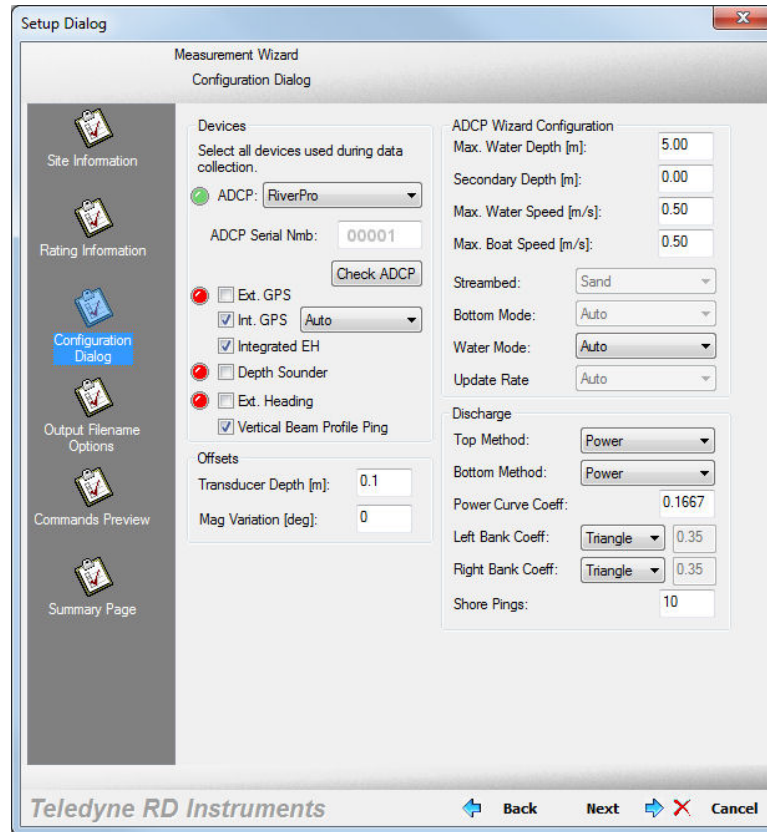 Setup Dialog
Measurement Wizard
Configuration Dialog
Site Information
Rating Information
Configuration
Dialog
Output Filename
Options
Commands Preview
Summary Page
Devices
Select all devices used during data
collection.
ADCP: RiverPro
ADCP Serial Nmb: 00001
Check ADCP
Ext. GPS
Int. GPS Auto
Integrated EH
Depth Sounder
Ext. Heading
Vertical Beam Profile Ping
Offsets
Transducer Depth [m]: 0.1
Mag Variation [deg]: 0
ADCP Wizard Configuration
Max. Water Depth [m]: 5.00
Secondary Depth [m]: 0.00
Max. Water Speed [m/s]: 0.50
Max. Boat Speed [m/s]: 0.50
Streambed: Sand
Bottom Mode: Auto
Water Mode: Auto
Update Rate Auto
Discharge
Top Method: Power
Bottom Method: Power
Power Curve Coeff: 0.1667
Left Bank Coeff: Triangle 0.35
Right Bank Coeff: Triangle 0.35
Shore Pings: 10
Teledyne RD Instruments
Back Next Cancel